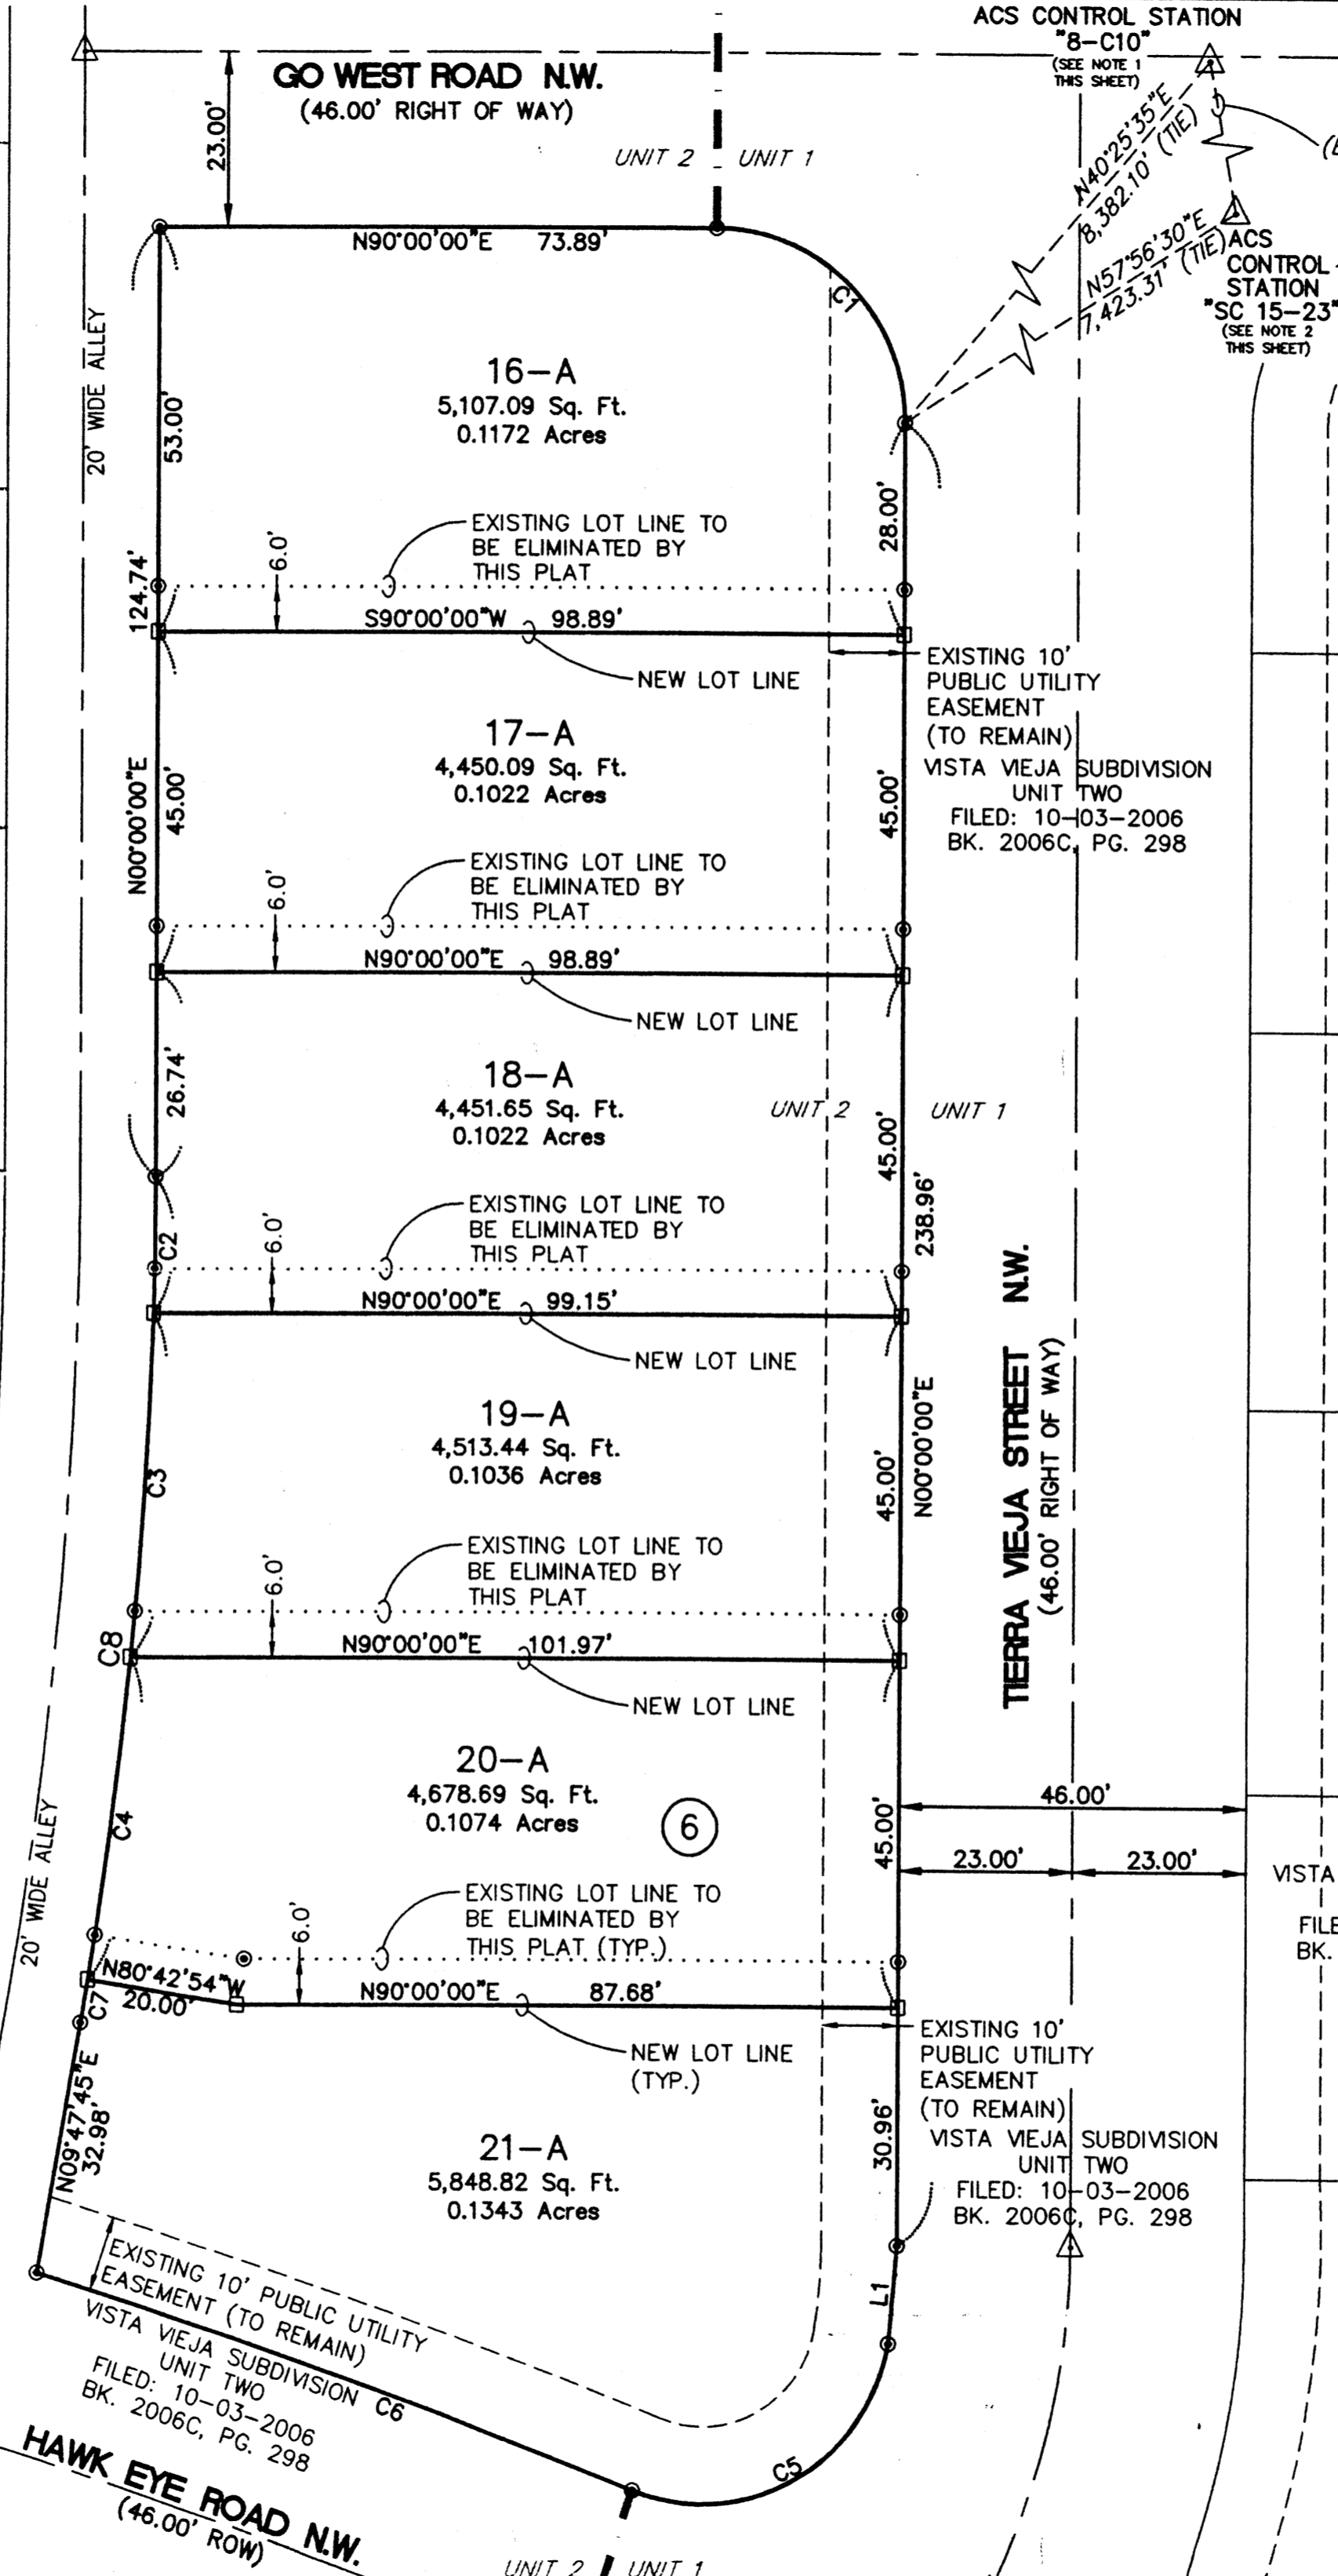 ACS CONTROL STATION
"8-C10"
(SEE NOTE 1
THIS SHEET)
GO WEST ROAD N.W.
(46.00' RIGHT OF WAY)
23.00'
UNIT 2
UNIT 1
N40°25'35"E
8,382.10' (TIE)
N57°56'30"E
7,423.31' (TIE)
ACS
CONTROL
STATION
"SC 15-23"
(SEE NOTE 2
THIS SHEET)
N90°00'00"E 73.89'
C1
20' WIDE ALLEY
53.00'
16-A
5,107.09 Sq. Ft.
0.1172 Acres
28.00'
124.74'
6.0'
EXISTING LOT LINE TO
BE ELIMINATED BY
THIS PLAT
S90°00'00"W 98.89'
NEW LOT LINE
EXISTING 10'
PUBLIC UTILITY
EASEMENT
(TO REMAIN)
VISTA VIEJA SUBDIVISION
UNIT TWO
FILED: 10-03-2006
BK. 2006C, PG. 298
17-A
4,450.09 Sq. Ft.
0.1022 Acres
N00°00'00"E
45.00'
45.00'
6.0'
EXISTING LOT LINE TO
BE ELIMINATED BY
THIS PLAT
N90°00'00"E 98.89'
NEW LOT LINE
26.74'
18-A
4,451.65 Sq. Ft.
0.1022 Acres
UNIT 2
UNIT 1
45.00'
238.96'
C2
6.0'
EXISTING LOT LINE TO
BE ELIMINATED BY
THIS PLAT
N90°00'00"E 99.15'
NEW LOT LINE
TIERRA VIEJA STREET N.W.
(46.00' RIGHT OF WAY)
19-A
4,513.44 Sq. Ft.
0.1036 Acres
C3
45.00'
N00°00'00"E
6.0'
EXISTING LOT LINE TO
BE ELIMINATED BY
THIS PLAT
C8
N90°00'00"E 101.97'
NEW LOT LINE
20-A
4,678.69 Sq. Ft.
0.1074 Acres
6
C4
45.00'
46.00'
23.00'
23.00'
VISTA
FILE
BK.
20' WIDE ALLEY
6.0'
EXISTING LOT LINE TO
BE ELIMINATED BY
THIS PLAT (TYP.)
N80°42'54"W
20.00'
N90°00'00"E 87.68'
C7
NEW LOT LINE
(TYP.)
EXISTING 10'
PUBLIC UTILITY
EASEMENT
(TO REMAIN)
VISTA VIEJA SUBDIVISION
UNIT TWO
FILED: 10-03-2006
BK. 2006C, PG. 298
N09°47'45"E
32.98'
21-A
5,848.82 Sq. Ft.
0.1343 Acres
30.96'
L1
EXISTING 10' PUBLIC UTILITY
EASEMENT (TO REMAIN)
VISTA VIEJA SUBDIVISION
UNIT TWO
FILED: 10-03-2006
BK. 2006C, PG. 298
C6
C5
HAWK EYE ROAD N.W.
(46.00' ROW)
UNIT 2
UNIT 1